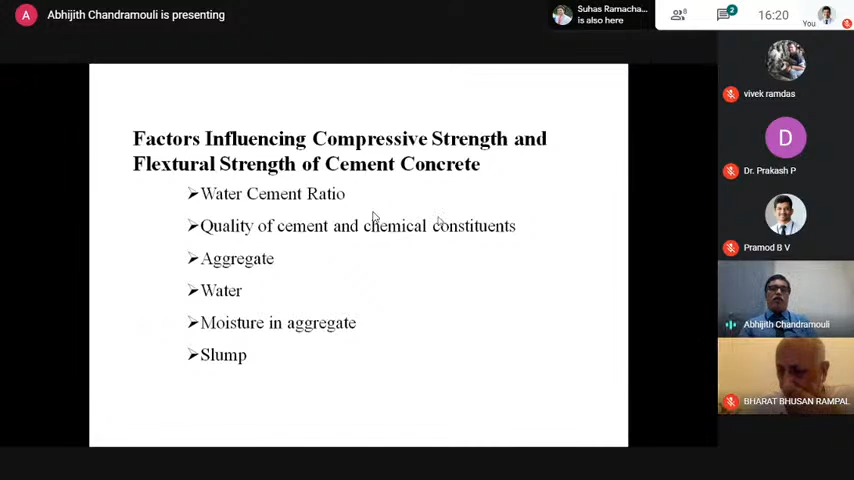 A
Abhijith Chandramouli is presenting
Suhas Ramacha...
is also here
8
2
16:20
You
vivek ramdas
D
Dr. Prakash P
Pramod B V
Abhijith Chandramouli
BHARAT BHUSAN RAMPAL
Factors Influencing Compressive Strength and
Flextural Strength of Cement Concrete
➢Water Cement Ratio
➢Quality of cement and chemical constituents
➢Aggregate
➢Water
➢Moisture in aggregate
➢Slump